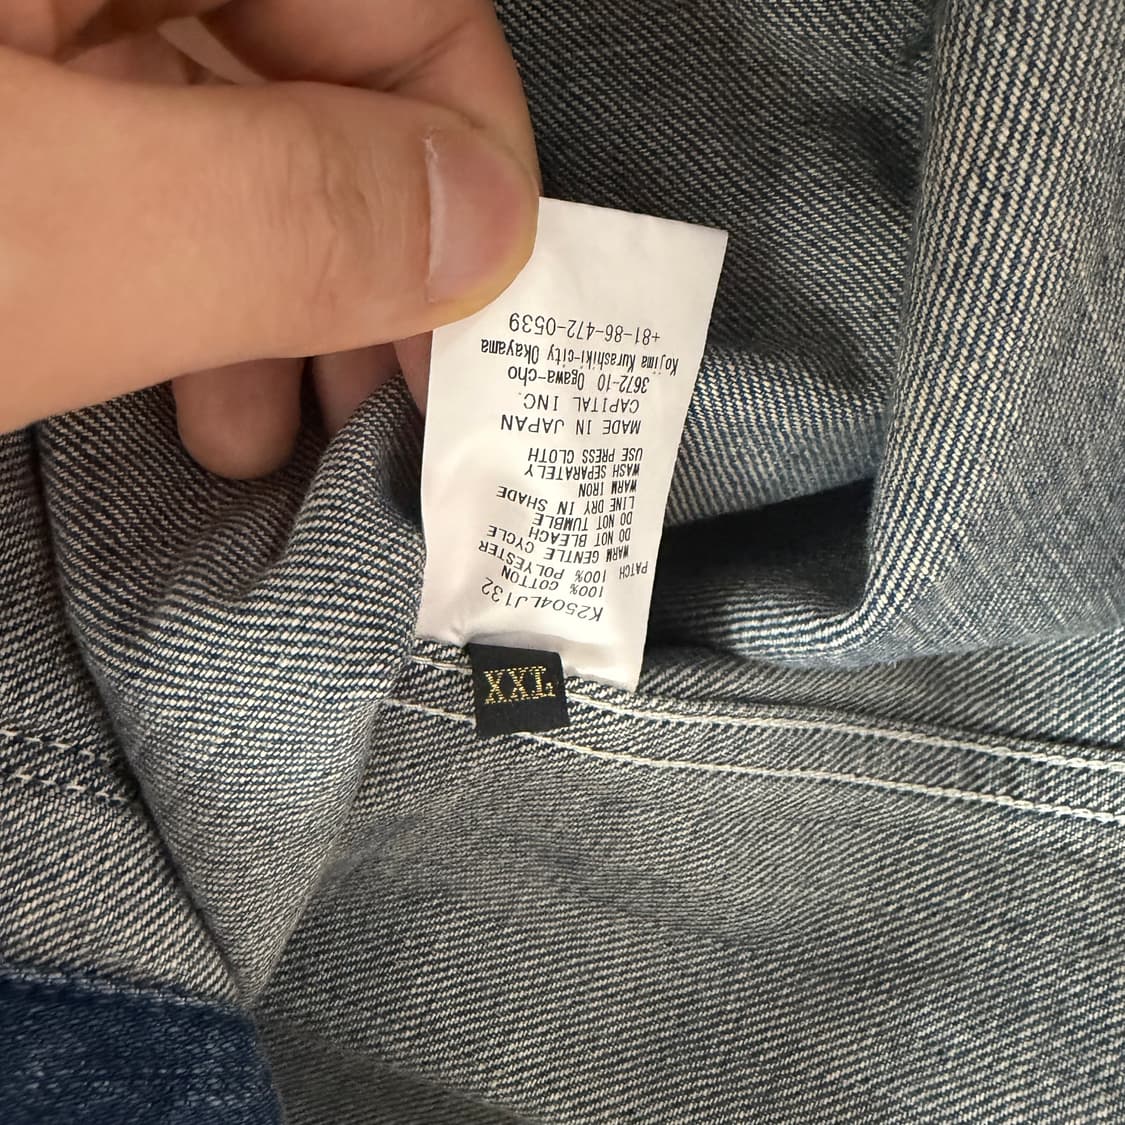 K2504LJ132
100% COTTON
PATCH 100% POLYESTER
WARM GENTLE CYCLE
DO NOT BLEACH
DO NOT TUMBLE
LINE DRY IN SHADE
WARM IRON
WASH SEPARATELY
USE PRESS CLOTH
MADE IN JAPAN
CAPITAL INC.
3672-10 Ogawa-cho
Kojima Kurashiki-city Okayama
+81-86-472-0539
XXL